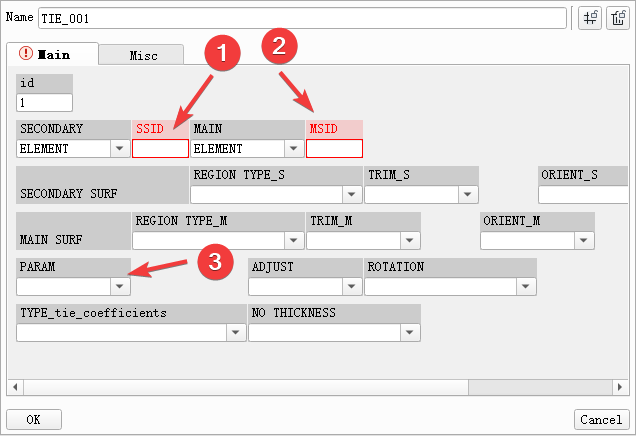 Name TIE_001
Main Misc
id
1
1 2
SECONDARY SSID MAIN MSID
ELEMENT ELEMENT
REGION TYPE_S TRIM_S ORIENT_S
SECONDARY SURF
REGION TYPE_M TRIM_M ORIENT_M
MAIN SURF
3
PARAM ADJUST ROTATION
TYPE_tie_coefficients NO THICKNESS
OK Cancel